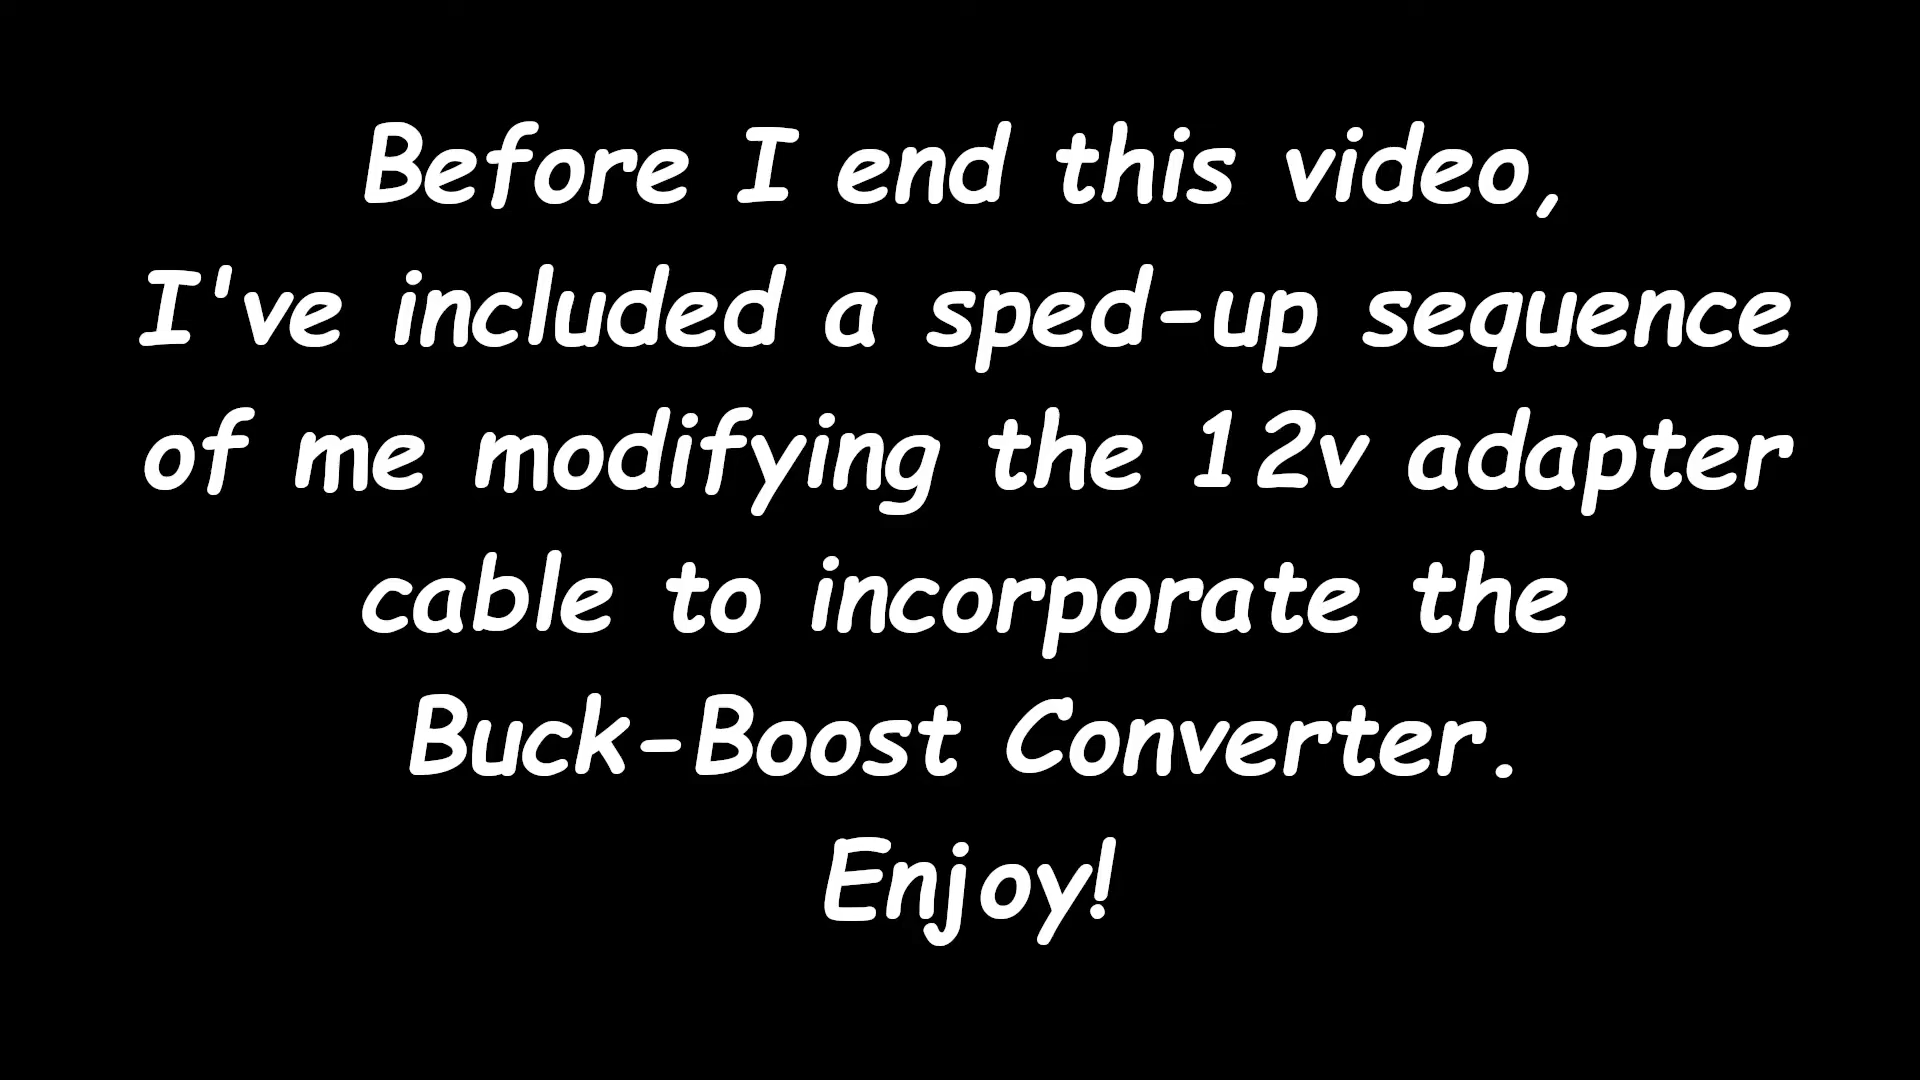 Before I end this video,
I've included a sped-up sequence
of me modifying the 12v adapter
cable to incorporate the
Buck-Boost Converter.
Enjoy!